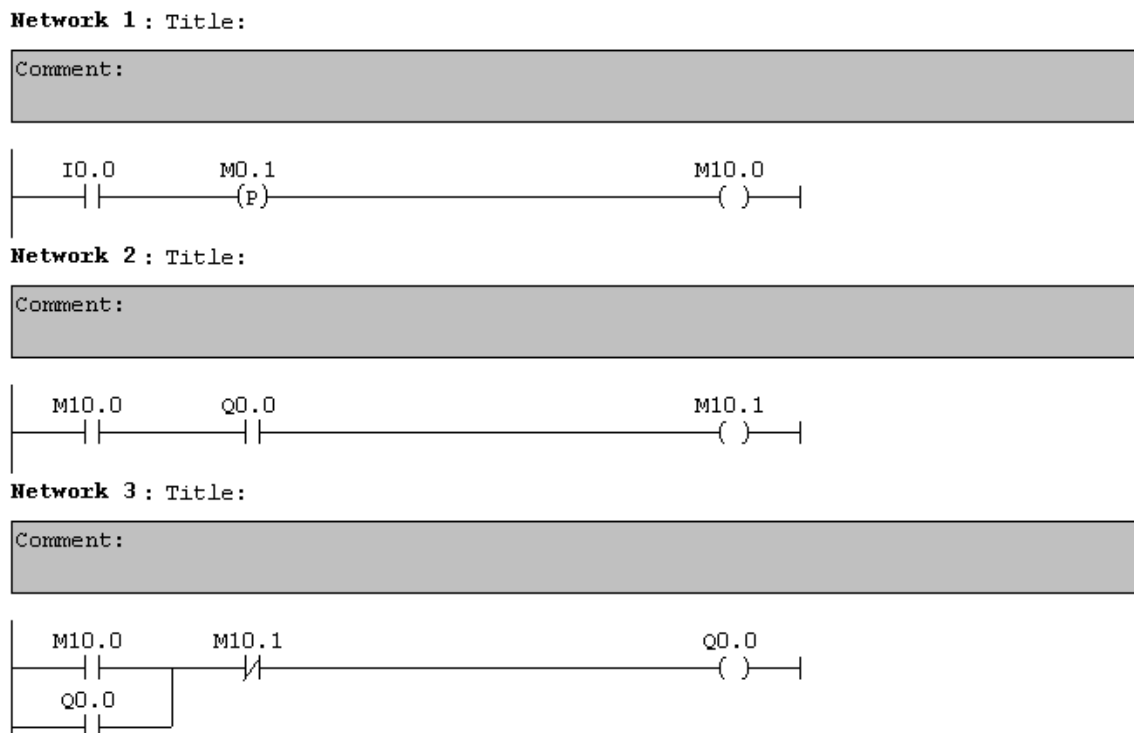 Network 1 : Title:
Comment:
I0.0 M0.1 M10.0
(P) ( )
Network 2 : Title:
Comment:
M10.0 Q0.0 M10.1
( )
Network 3 : Title:
Comment:
M10.0 M10.1 Q0.0
( )
Q0.0